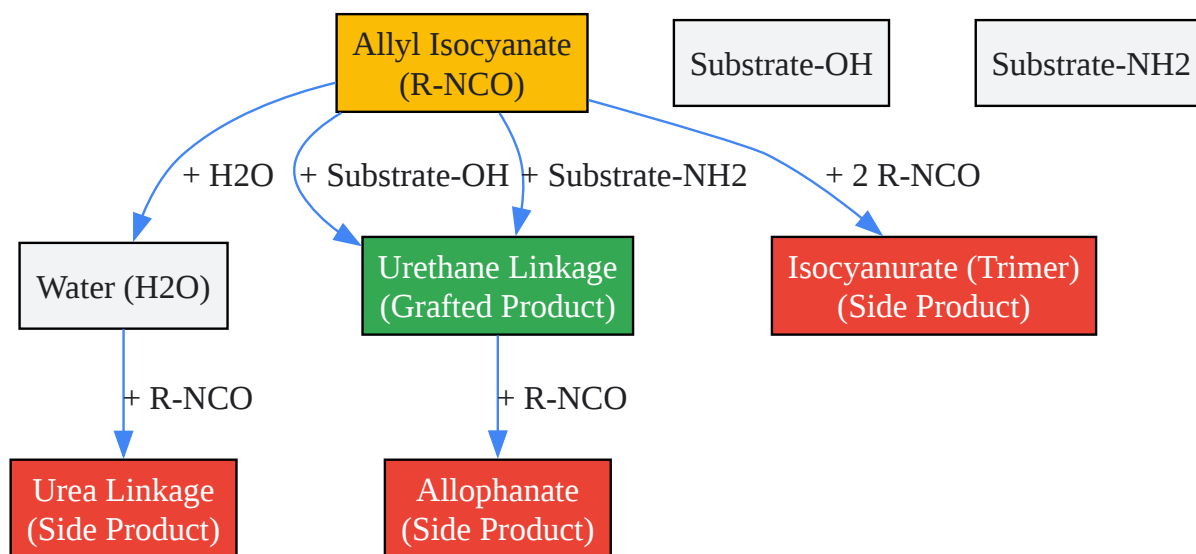 Allyl Isocyanate
(R-NCO)
Substrate-OH
Substrate-NH2
+ H2O
+ Substrate-OH
+ Substrate-NH2
+ 2 R-NCO
Water (H2O)
Urethane Linkage
(Grafted Product)
Isocyanurate (Trimer)
(Side Product)
+ R-NCO
+ R-NCO
Urea Linkage
(Side Product)
Allophanate
(Side Product)